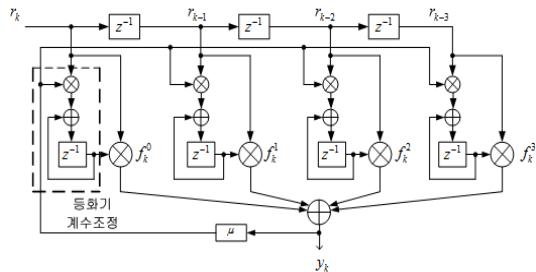 r_k z⁻¹ r_{k-1} z⁻¹ r_{k-2} z⁻¹ r_{k-3}
z⁻¹ f_k^0 z⁻¹ f_k^1 z⁻¹ f_k^2 z⁻¹ f_k^3
등화기
계수조정
μ
y_k